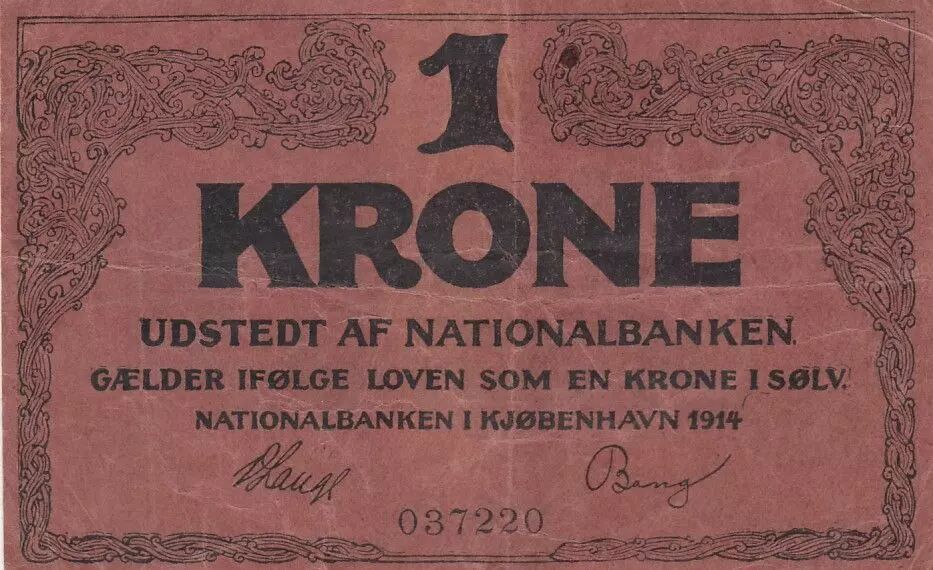 1
KRONE
UDSTEDT AF NATIONALBANKEN.
GÆLDER IFØLGE LOVEN SOM EN KRONE I SØLV.
NATIONALBANKEN I KJØBENHAVN 1914
Bang
037220